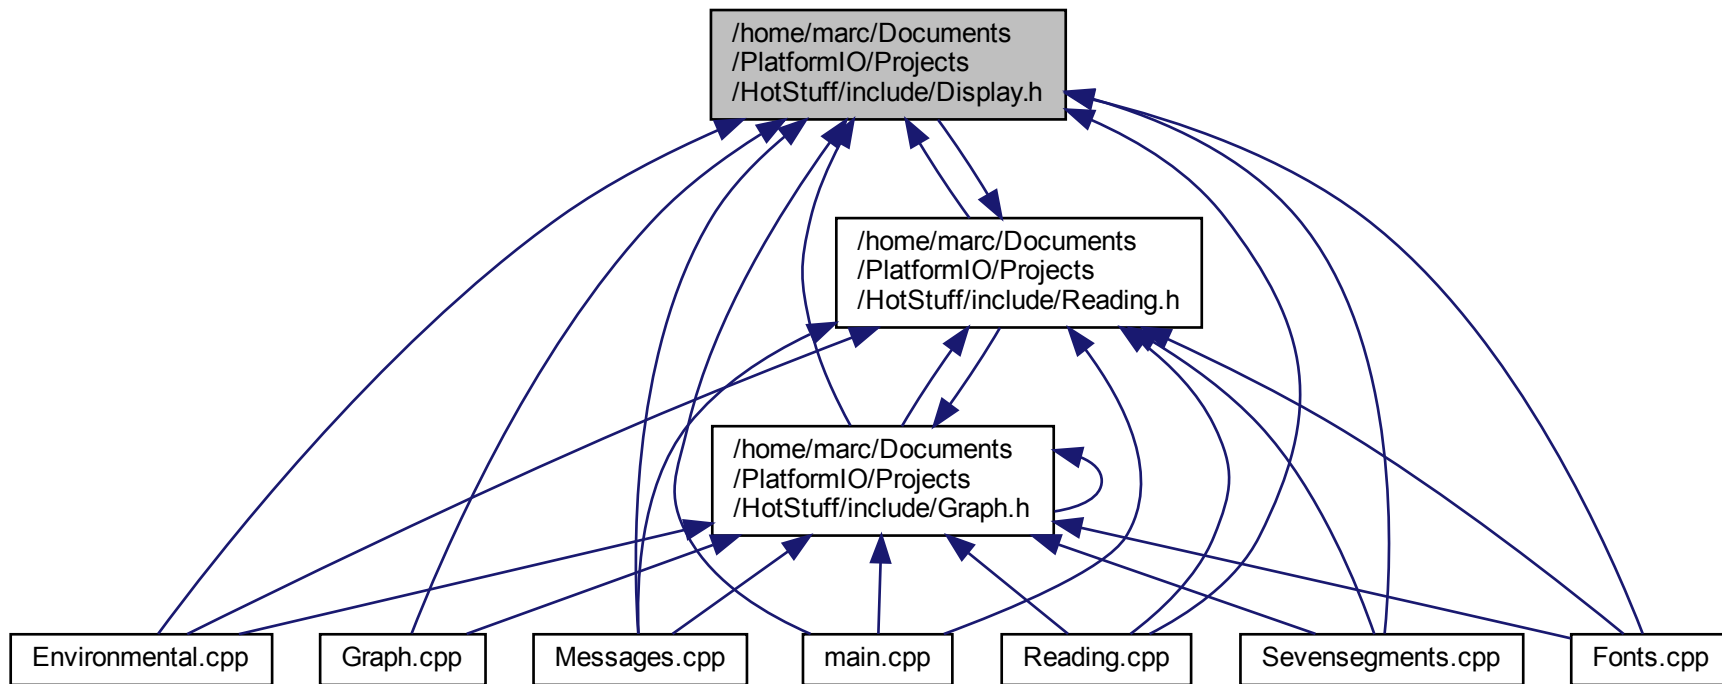 /home/marc/Documents
/PlatformIO/Projects
/HotStuff/include/Display.h
/home/marc/Documents
/PlatformIO/Projects
/HotStuff/include/Reading.h
/home/marc/Documents
/PlatformIO/Projects
/HotStuff/include/Graph.h
Environmental.cpp
Graph.cpp
Messages.cpp
main.cpp
Reading.cpp
Sevensegments.cpp
Fonts.cpp